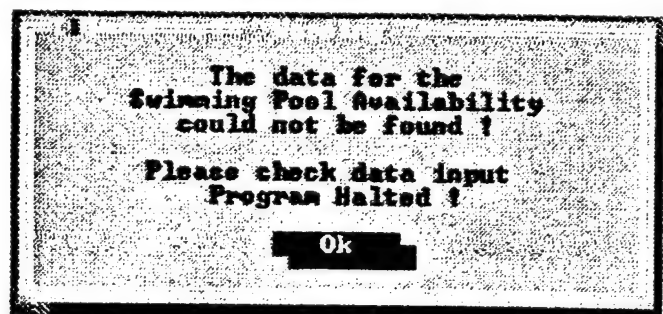 The data for the
Swimming Pool Availability
could not be found !
Please check data input
Program Halted !
Ok